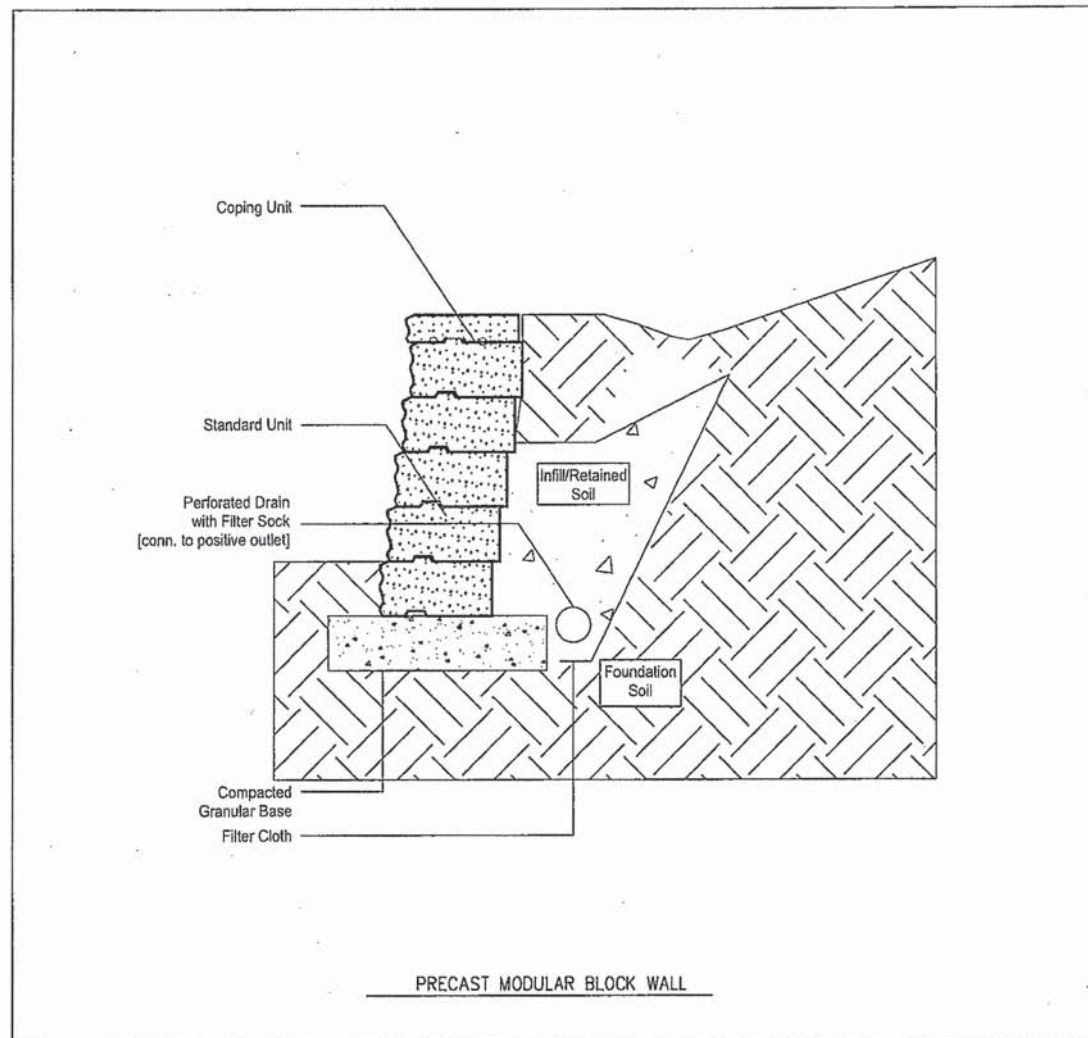 Coping Unit
Standard Unit
Infill/Retained
Soil
Perforated Drain
with Filter Sock
[conn. to positive outlet]
Foundation
Soil
Compacted
Granular Base
Filter Cloth
PRECAST MODULAR BLOCK WALL